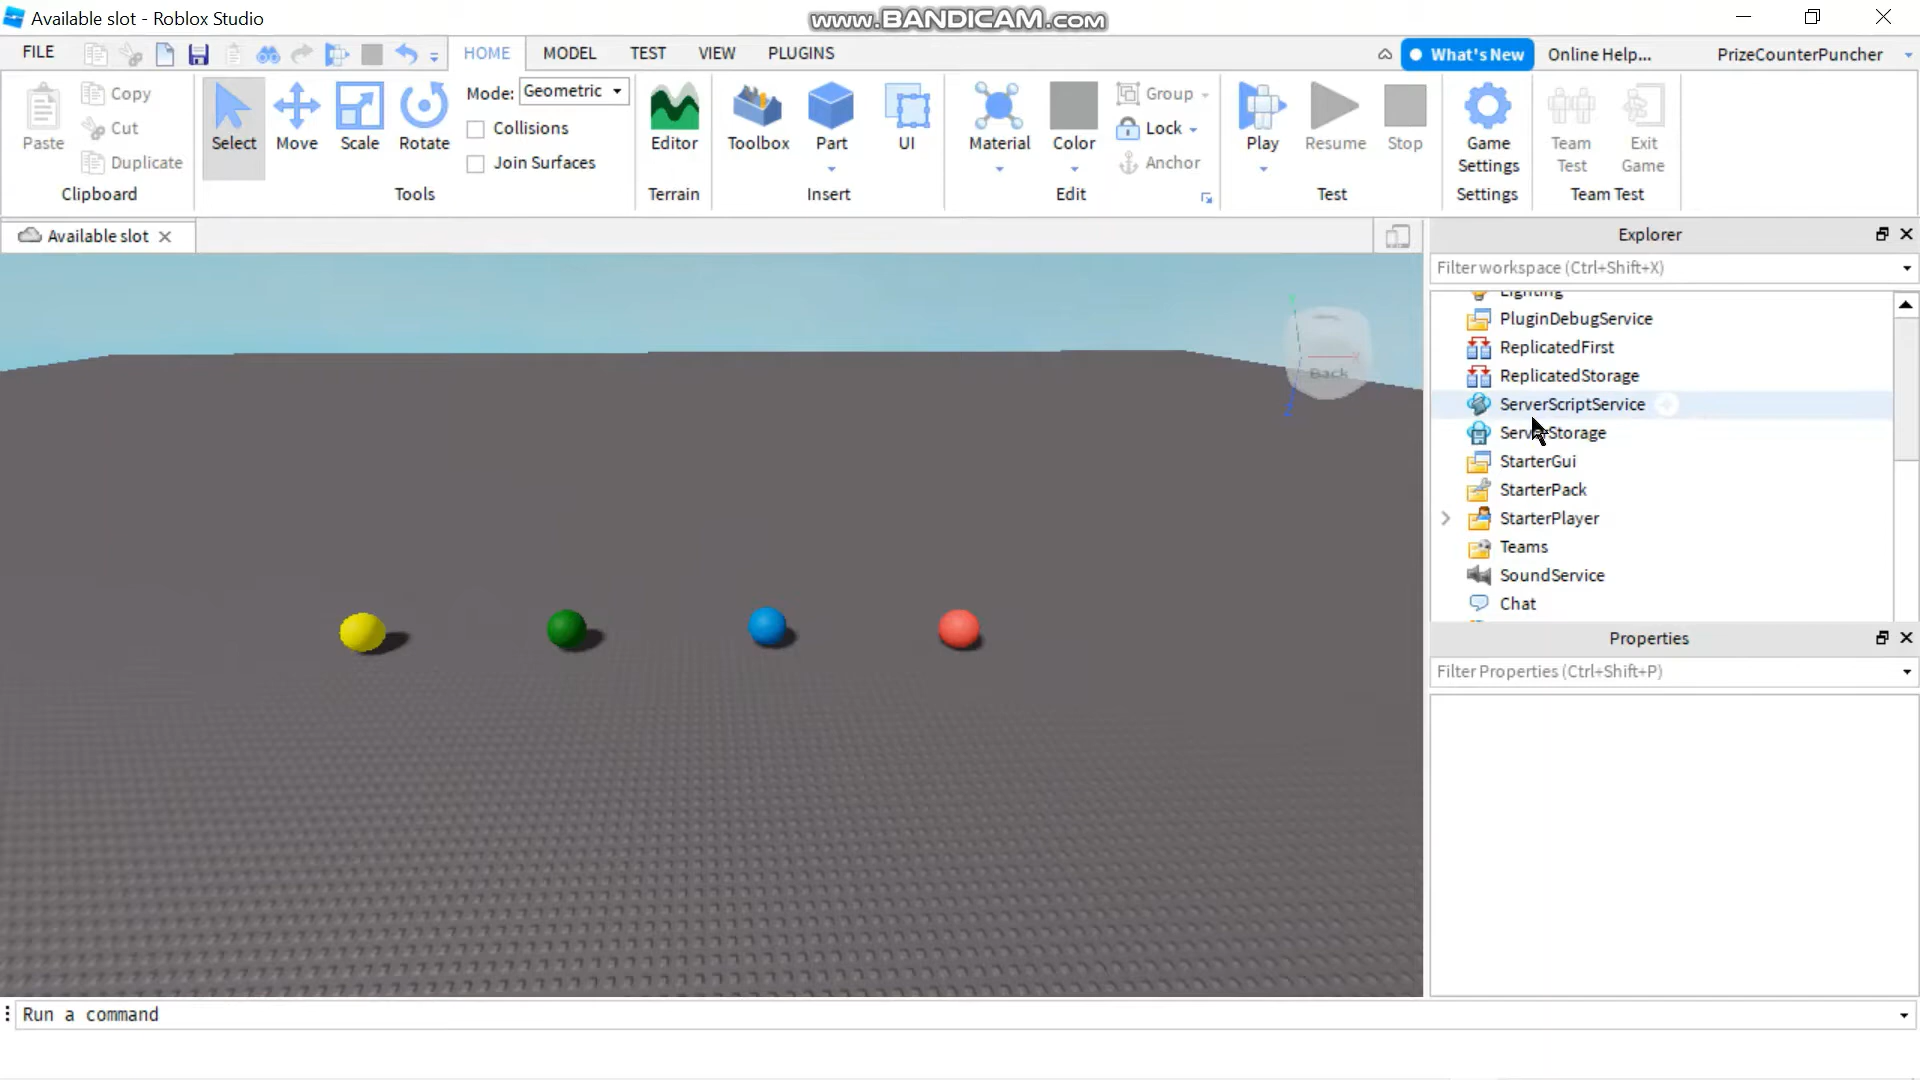 Available slot - Roblox Studio
www.BANDICAM.com
FILE
HOME
MODEL
TEST
VIEW
PLUGINS
What's New
Online Help...
PrizeCounterPuncher
Paste
Copy
Cut
Duplicate
Clipboard
Select
Move
Scale
Rotate
Mode: Geometric
Collisions
Join Surfaces
Tools
Editor
Terrain
Toolbox
Part
UI
Insert
Material
Color
Group
Lock
Anchor
Edit
Play
Resume
Stop
Test
Game Settings
Settings
Team Test
Exit Game
Team Test
Available slot
Explorer
Filter workspace (Ctrl+Shift+X)
Lighting
PluginDebugService
ReplicatedFirst
ReplicatedStorage
ServerScriptService
ServerStorage
StarterGui
StarterPack
StarterPlayer
Teams
SoundService
Chat
Back
Properties
Filter Properties (Ctrl+Shift+P)
Run a command